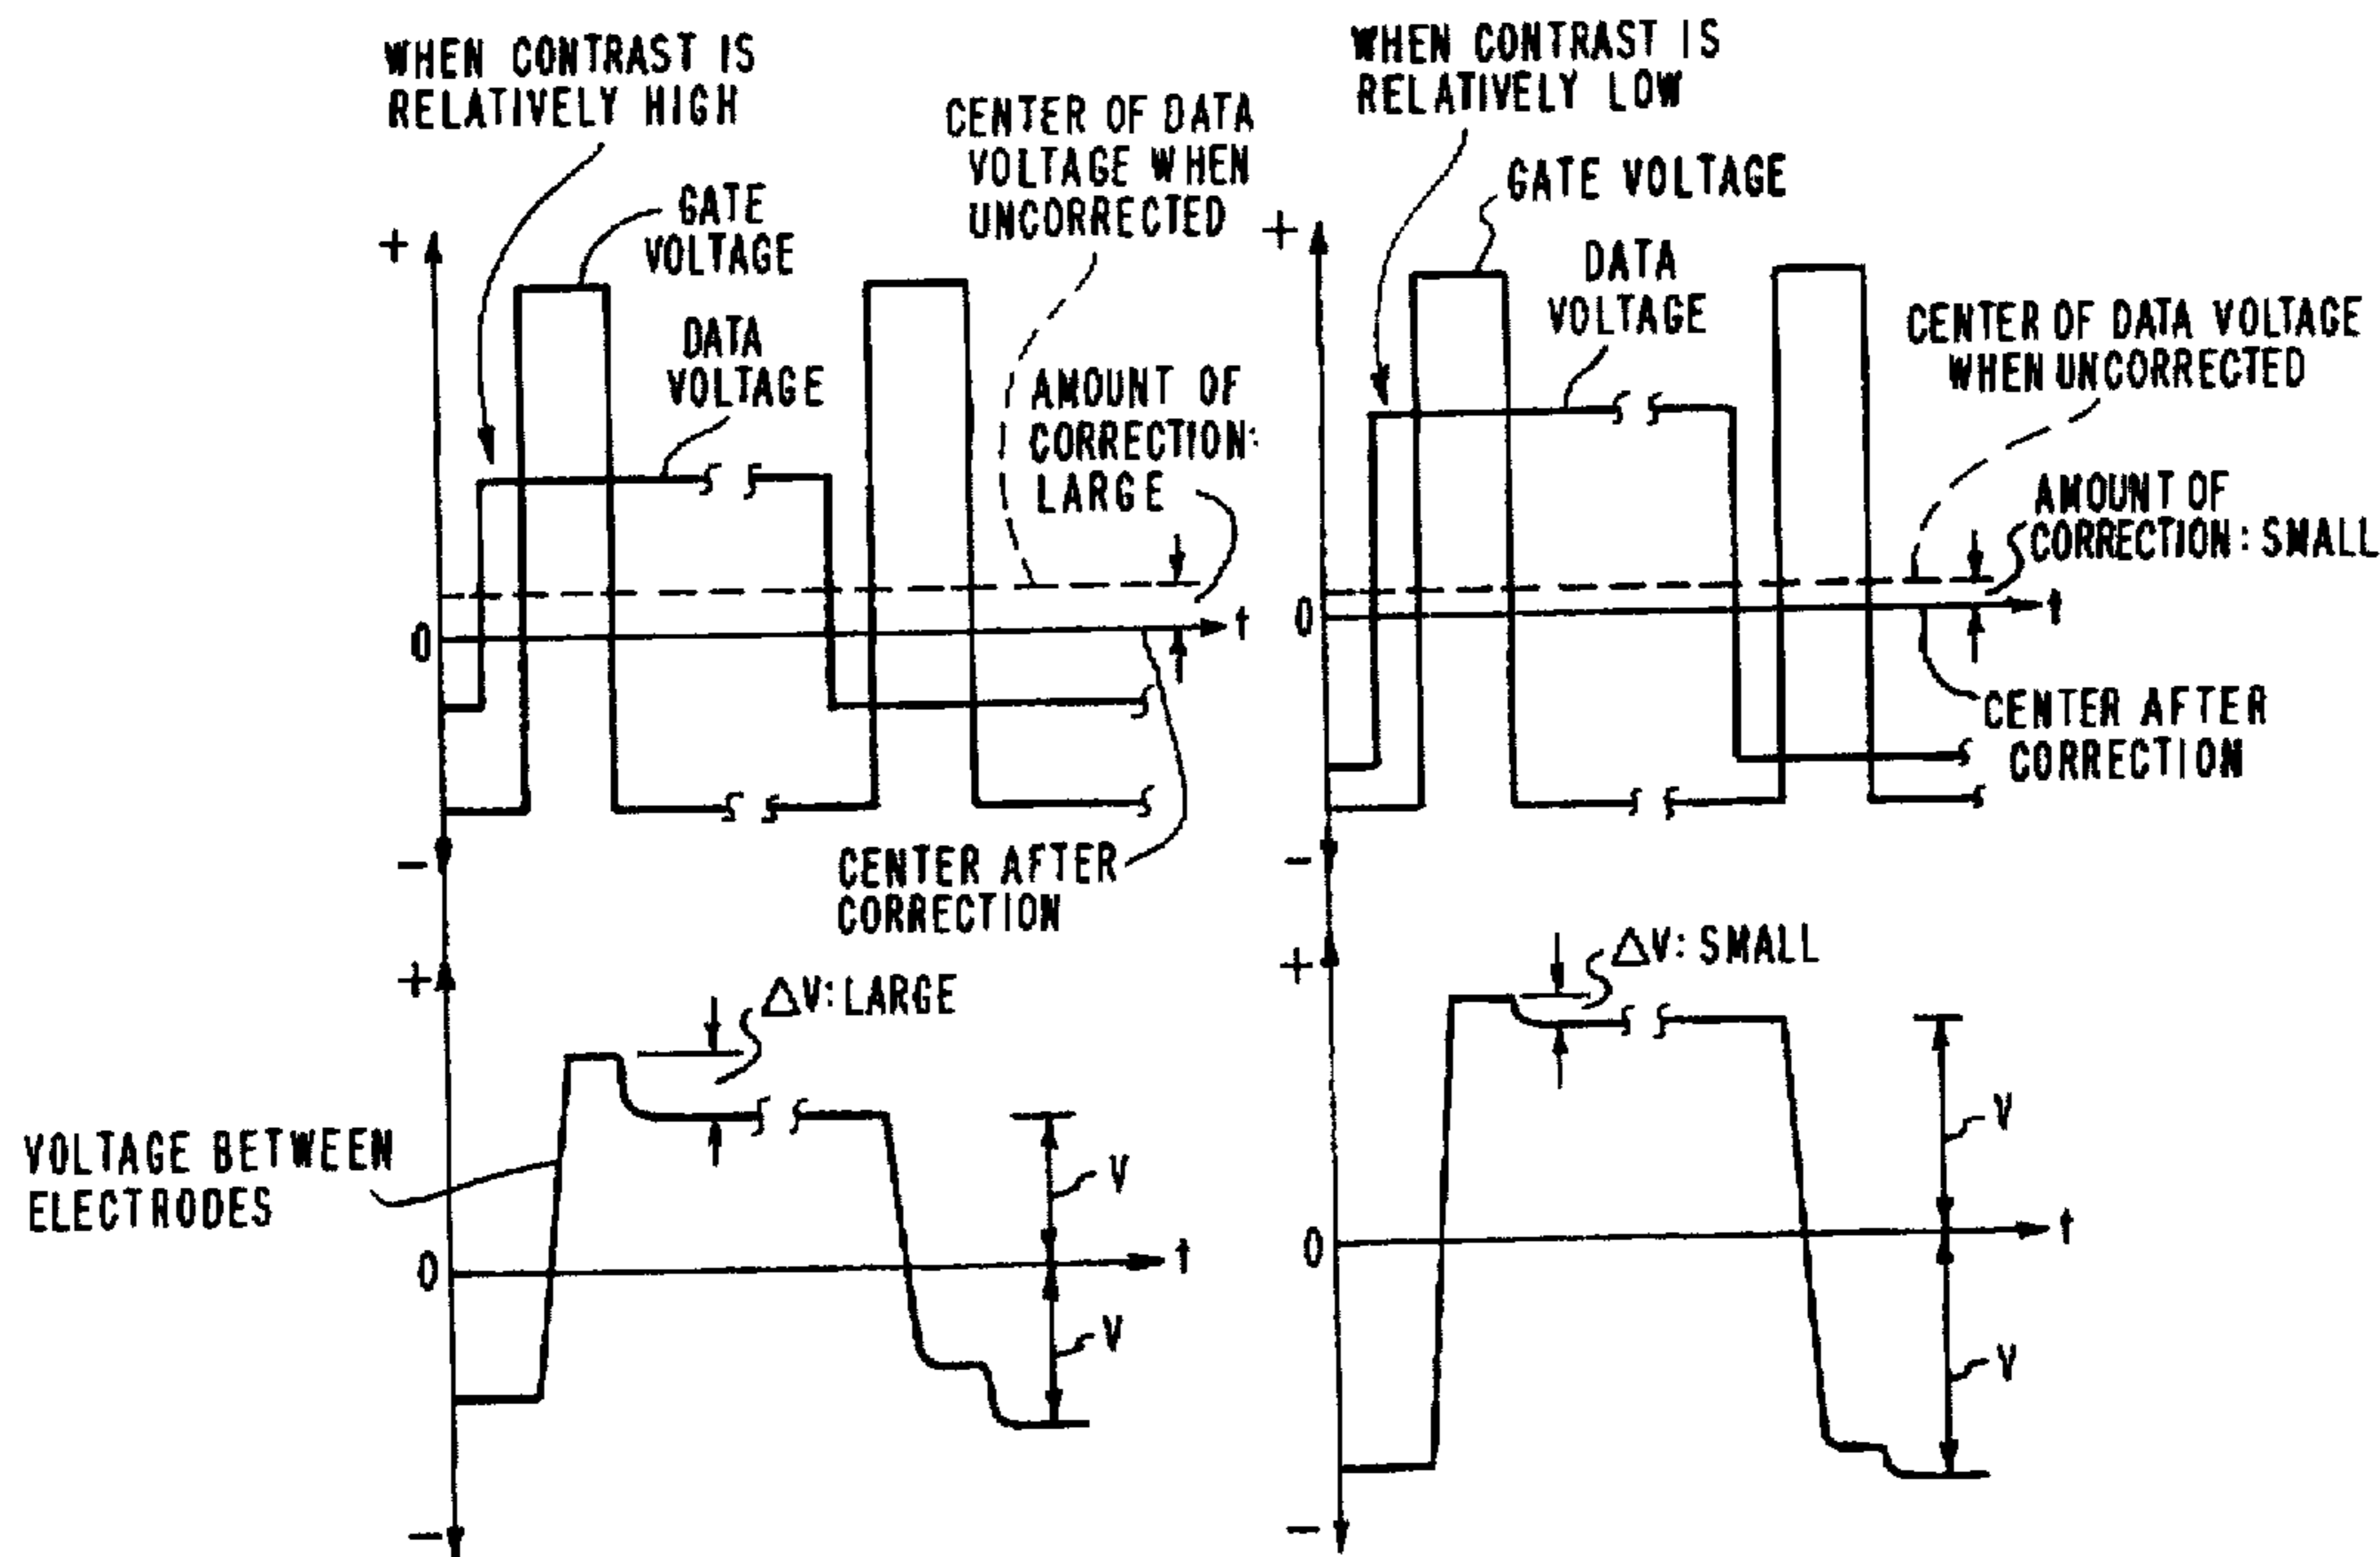 WHEN CONTRAST IS
RELATIVELY HIGH
GATE
VOLTAGE
DATA
VOLTAGE
CENTER OF DATA
VOLTAGE WHEN
UNCORRECTED
AMOUNT OF
CORRECTION:
LARGE
+
0
t
-
CENTER AFTER
CORRECTION
WHEN CONTRAST IS
RELATIVELY LOW
GATE VOLTAGE
DATA
VOLTAGE
CENTER OF DATA VOLTAGE
WHEN UNCORRECTED
AMOUNT OF
CORRECTION: SMALL
+
0
t
-
CENTER AFTER
CORRECTION
+
ΔV: LARGE
VOLTAGE BETWEEN
ELECTRODES
V
0
t
V
-
+
ΔV: SMALL
V
0
t
V
-